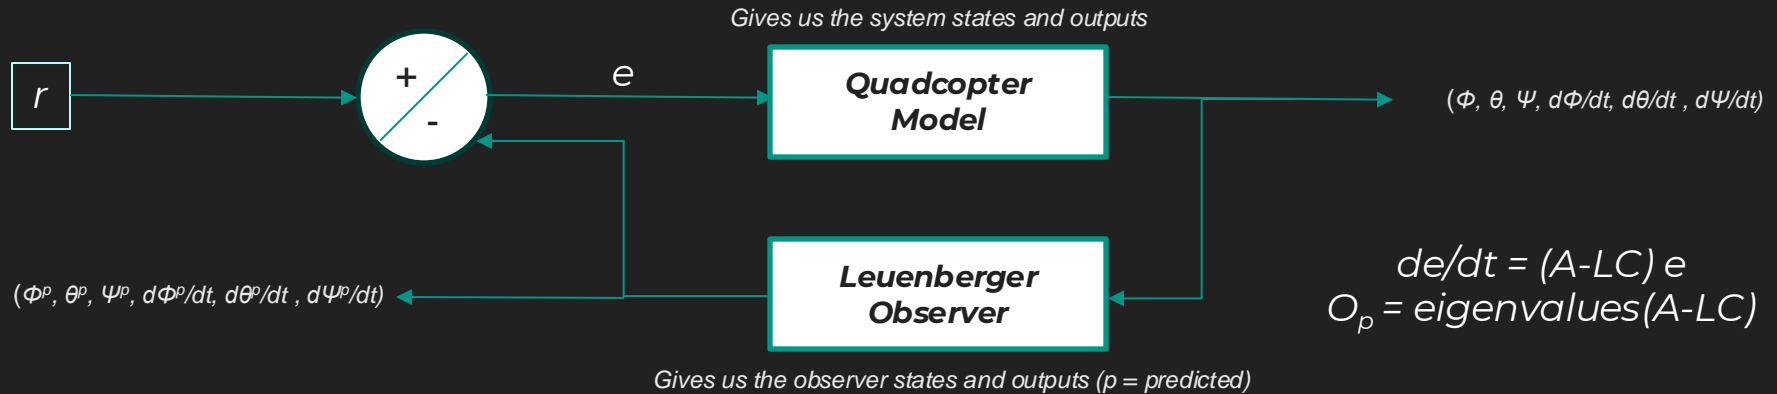 Gives us the system states and outputs
r
+
-
e
Quadcopter
Model
(Φ, θ, Ψ, dΦ/dt, dθ/dt , dΨ/dt)
(Φᵖ, θᵖ, Ψᵖ, dΦᵖ/dt, dθᵖ/dt , dΨᵖ/dt)
Leuenberger
Observer
de/dt = (A-LC) e
Oₚ = eigenvalues(A-LC)
Gives us the observer states and outputs (p = predicted)